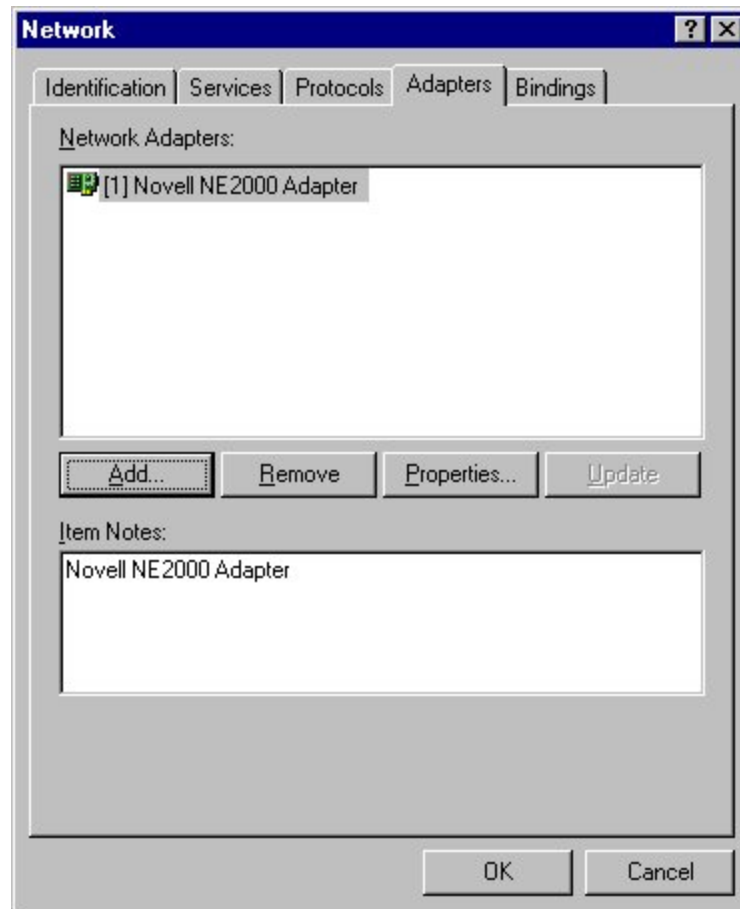 Network
Identification Services Protocols Adapters Bindings
Network Adapters:
[1] Novell NE2000 Adapter
Add... Remove Properties... Update
Item Notes:
Novell NE2000 Adapter
OK Cancel